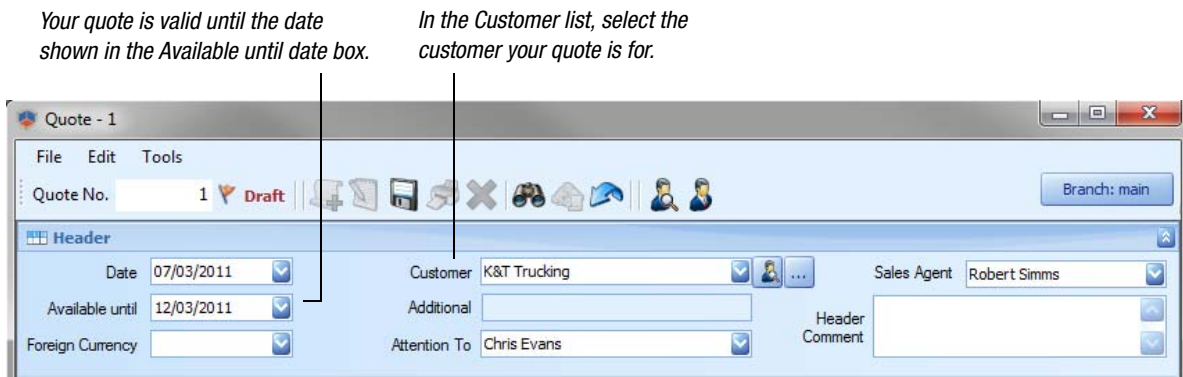 Your quote is valid until the date
shown in the Available until date box.
In the Customer list, select the
customer your quote is for.
Quote - 1
File Edit Tools
Quote No. 1 Draft Branch: main
Header
Date 07/03/2011 Customer K&T Trucking ... Sales Agent Robert Simms
Available until 12/03/2011 Additional Header
Comment
Foreign Currency Attention To Chris Evans